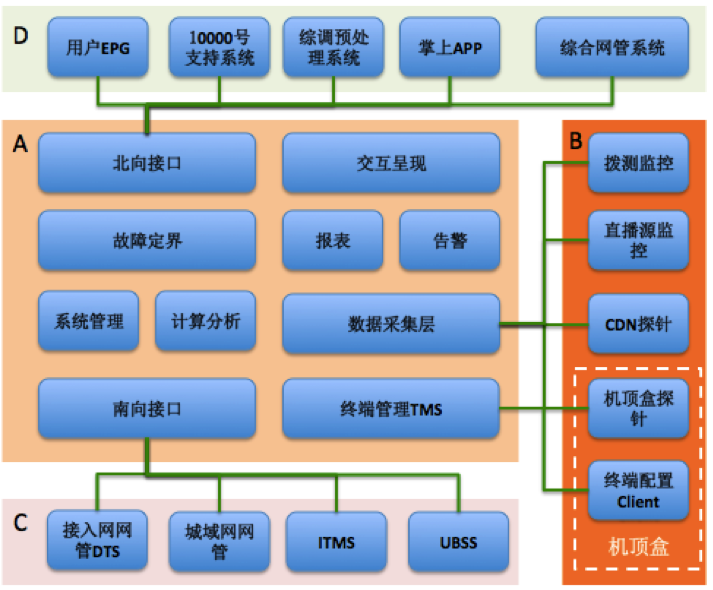 D
用户EPG
10000号
支持系统
综调预处
理系统
掌上APP
综合网管系统
A
北向接口
交互呈现
故障定界
报表
告警
系统管理
计算分析
数据采集层
南向接口
终端管理TMS
B
拨测监控
直播源监
控
CDN探针
机顶盒探
针
终端配置
Client
机顶盒
C
接入网网
管DTS
城域网网
管
ITMS
UBSS